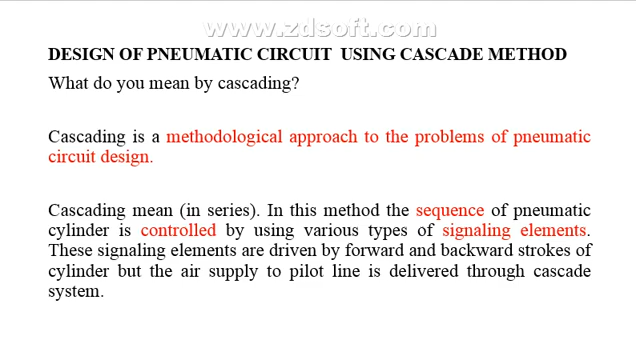 www.zdsoft.com
DESIGN OF PNEUMATIC CIRCUIT USING CASCADE METHOD
What do you mean by cascading?
Cascading is a methodological approach to the problems of pneumatic
circuit design.
Cascading mean (in series). In this method the sequence of pneumatic
cylinder is controlled by using various types of signaling elements.
These signaling elements are driven by forward and backward strokes of
cylinder but the air supply to pilot line is delivered through cascade
system.